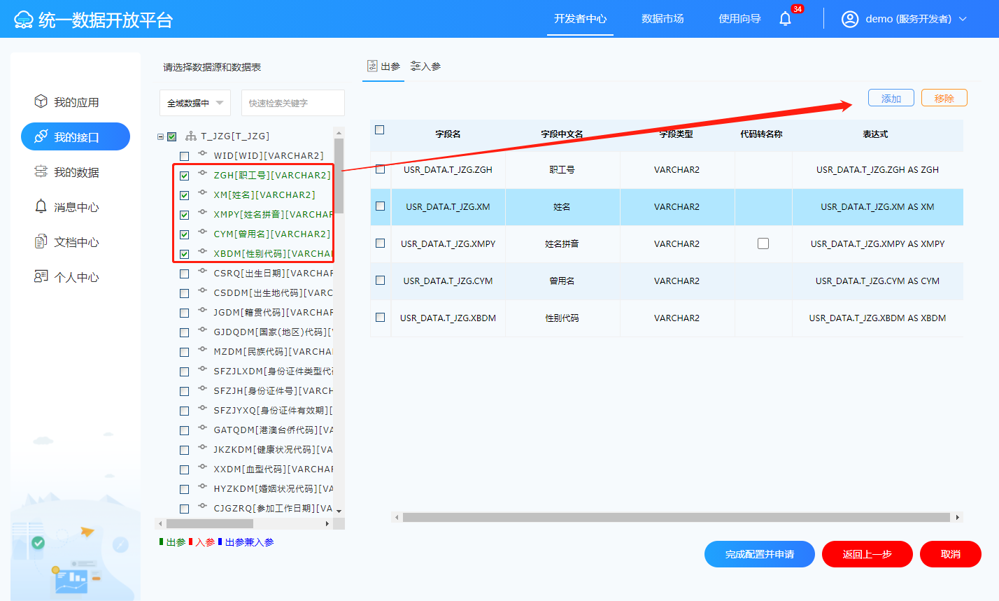 统一数据开放平台
开发者中心
数据市场
使用向导
34
demo (服务开发者)
我的应用
我的接口
我的数据
消息中心
文档中心
个人中心
请选择数据源和数据表
全域数据中
快速检索关键字
T_JZG[T_JZG]
WID[WID][VARCHAR2]
ZGH[职工号][VARCHAR2]
XM[姓名][VARCHAR2]
XMPY[姓名拼音][VARCHAR
CYM[曾用名][VARCHAR2]
XBDM[性别代码][VARCHAR
CSRQ[出生日期][VARCHAR
CSDDM[出生地代码][VARC
JGDM[籍贯代码][VARCHAR
GJDQDM[国家(地区)代码][V
MZDM[民族代码][VARCHA
SFZJLXDM[身份证件类型代码
SFZJH[身份证件号][VARCH
SFZJYXQ[身份证件有效期][
GATQDM[港澳台侨代码][VA
JKZKDM[健康状况代码][VA
XXDM[血型代码][VARCHAR
HYZKDM[婚姻状况代码][VA
CJGZRQ[参加工作日期][VA
出参 入参 出参兼入参
出参 入参
添加 移除
字段名 字段中文名 字段类型 代码转名称 表达式
USR_DATA.T_JZG.ZGH 职工号 VARCHAR2 USR_DATA.T_JZG.ZGH AS ZGH
USR_DATA.T_JZG.XM 姓名 VARCHAR2 USR_DATA.T_JZG.XM AS XM
USR_DATA.T_JZG.XMPY 姓名拼音 VARCHAR2 USR_DATA.T_JZG.XMPY AS XMPY
USR_DATA.T_JZG.CYM 曾用名 VARCHAR2 USR_DATA.T_JZG.CYM AS CYM
USR_DATA.T_JZG.XBDM 性别代码 VARCHAR2 USR_DATA.T_JZG.XBDM AS XBDM
完成配置并申请 返回上一步 取消